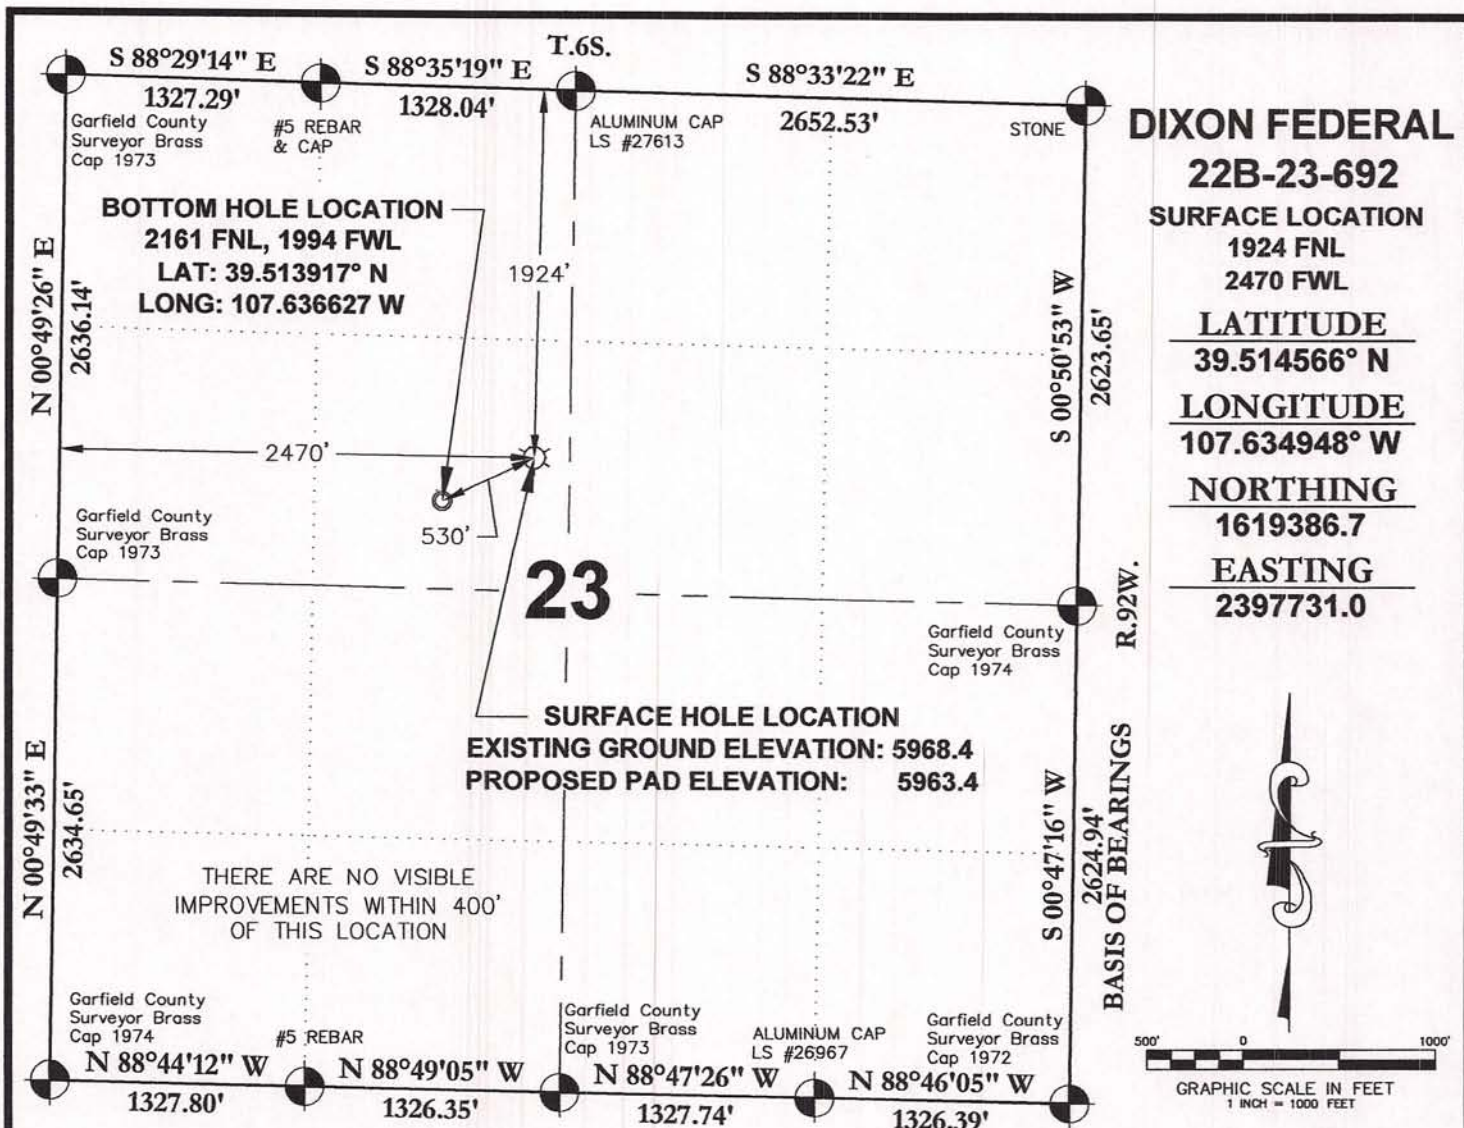 T.6S.
S 88°29'14" E
S 88°35'19" E
S 88°33'22" E
1327.29'
1328.04'
2652.53'
Garfield County
Surveyor Brass
Cap 1973
#5 REBAR
& CAP
ALUMINUM CAP
LS #27613
STONE
DIXON FEDERAL
22B-23-692
SURFACE LOCATION
1924 FNL
2470 FWL
LATITUDE
39.514566° N
LONGITUDE
107.634948° W
NORTHING
1619386.7
EASTING
2397731.0
BOTTOM HOLE LOCATION
2161 FNL, 1994 FWL
LAT: 39.513917° N
LONG: 107.636627 W
1924'
N 00°49'26" E
2636.14'
S 00°50'53" W
2623.65'
2470'
530'
Garfield County
Surveyor Brass
Cap 1973
23
R.92W.
Garfield County
Surveyor Brass
Cap 1974
SURFACE HOLE LOCATION
EXISTING GROUND ELEVATION: 5968.4
PROPOSED PAD ELEVATION: 5963.4
N 00°49'33" E
2634.65'
S 00°47'16" W
2624.94'
BASIS OF BEARINGS
THERE ARE NO VISIBLE
IMPROVEMENTS WITHIN 400'
OF THIS LOCATION
Garfield County
Surveyor Brass
Cap 1974
#5 REBAR
Garfield County
Surveyor Brass
Cap 1973
ALUMINUM CAP
LS #26967
Garfield County
Surveyor Brass
Cap 1972
N 88°44'12" W
N 88°49'05" W
N 88°47'26" W
N 88°46'05" W
1327.80'
1326.35'
1327.74'
1326.39'
500' 0 1000'
GRAPHIC SCALE IN FEET
1 INCH = 1000 FEET